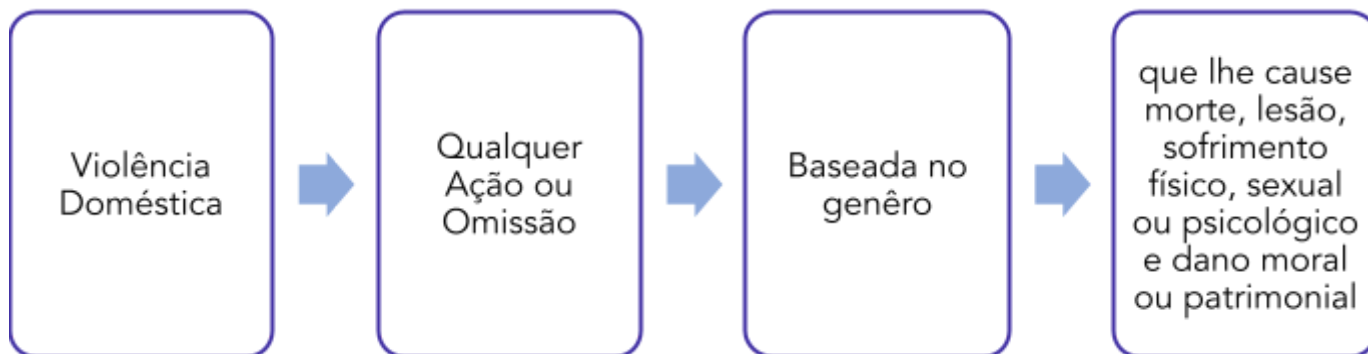 Violência
Doméstica
Qualquer
Ação ou
Omissão
Baseada no
genêro
que lhe cause
morte, lesão,
sofrimento
físico, sexual
ou psicológico
e dano moral
ou patrimonial